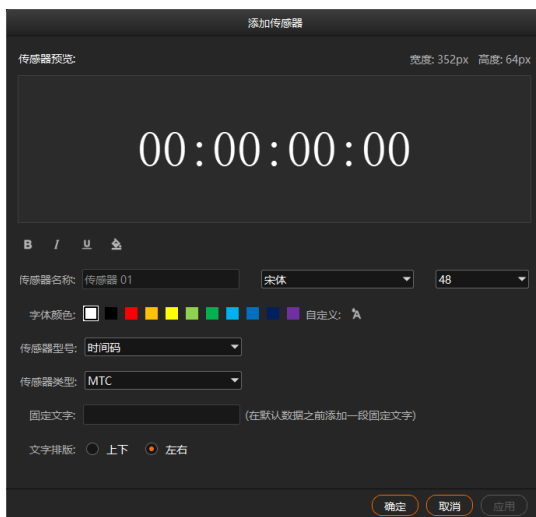 添加传感器
传感器预览: 宽度: 352px 高度: 64px
00:00:00:00
B I U
传感器名称: 传感器 01 宋体 48
字体颜色: 自定义: A
传感器型号: 时间码
传感器类型: MTC
固定文字: (在默认数据之前添加一段固定文字)
文字排版: 上下 左右
确定 取消 应用